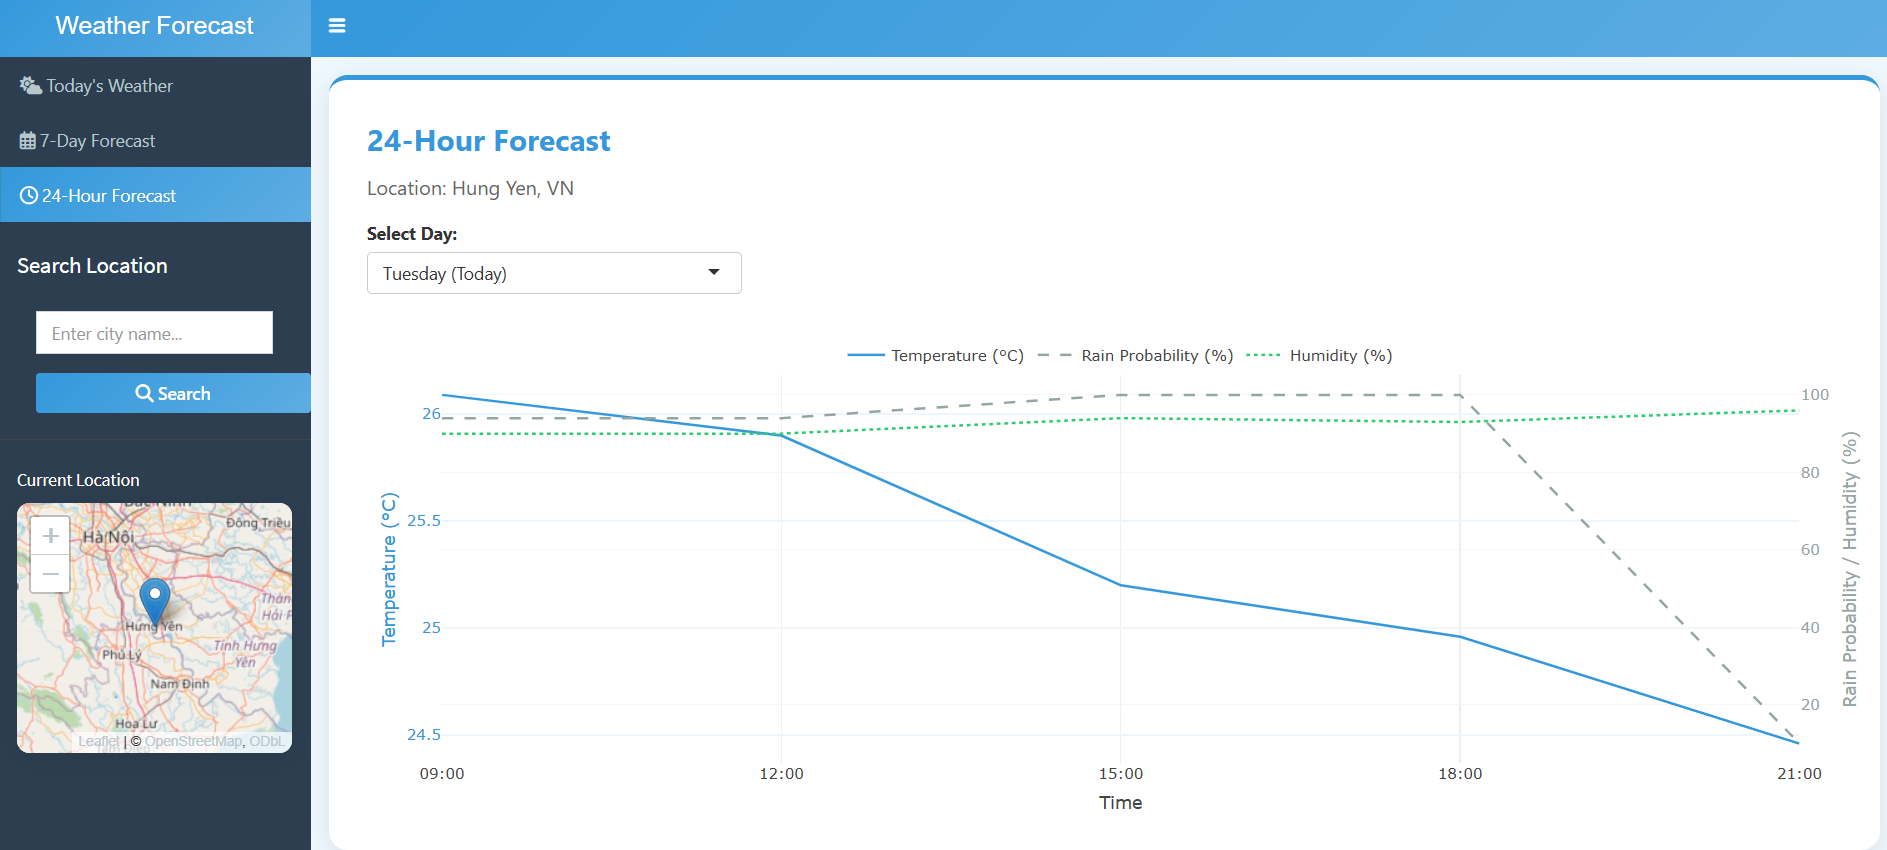 Weather Forecast
Today's Weather
7-Day Forecast
24-Hour Forecast
Search Location
Enter city name...
Search
Current Location
+
−
Hà Nội
Đông Triều
Hưng Yên
Phủ Lý
Tỉnh Hưng
Yên
Nam Định
Hoa Lư
Leaflet | © OpenStreetMap, ODbL
24-Hour Forecast
Location: Hung Yen, VN
Select Day:
Tuesday (Today)
Temperature (°C) Rain Probability (%) Humidity (%)
26
25.5
25
24.5
Temperature (°C)
100
80
60
40
20
Rain Probability / Humidity (%)
09:00 12:00 15:00 18:00 21:00
Time